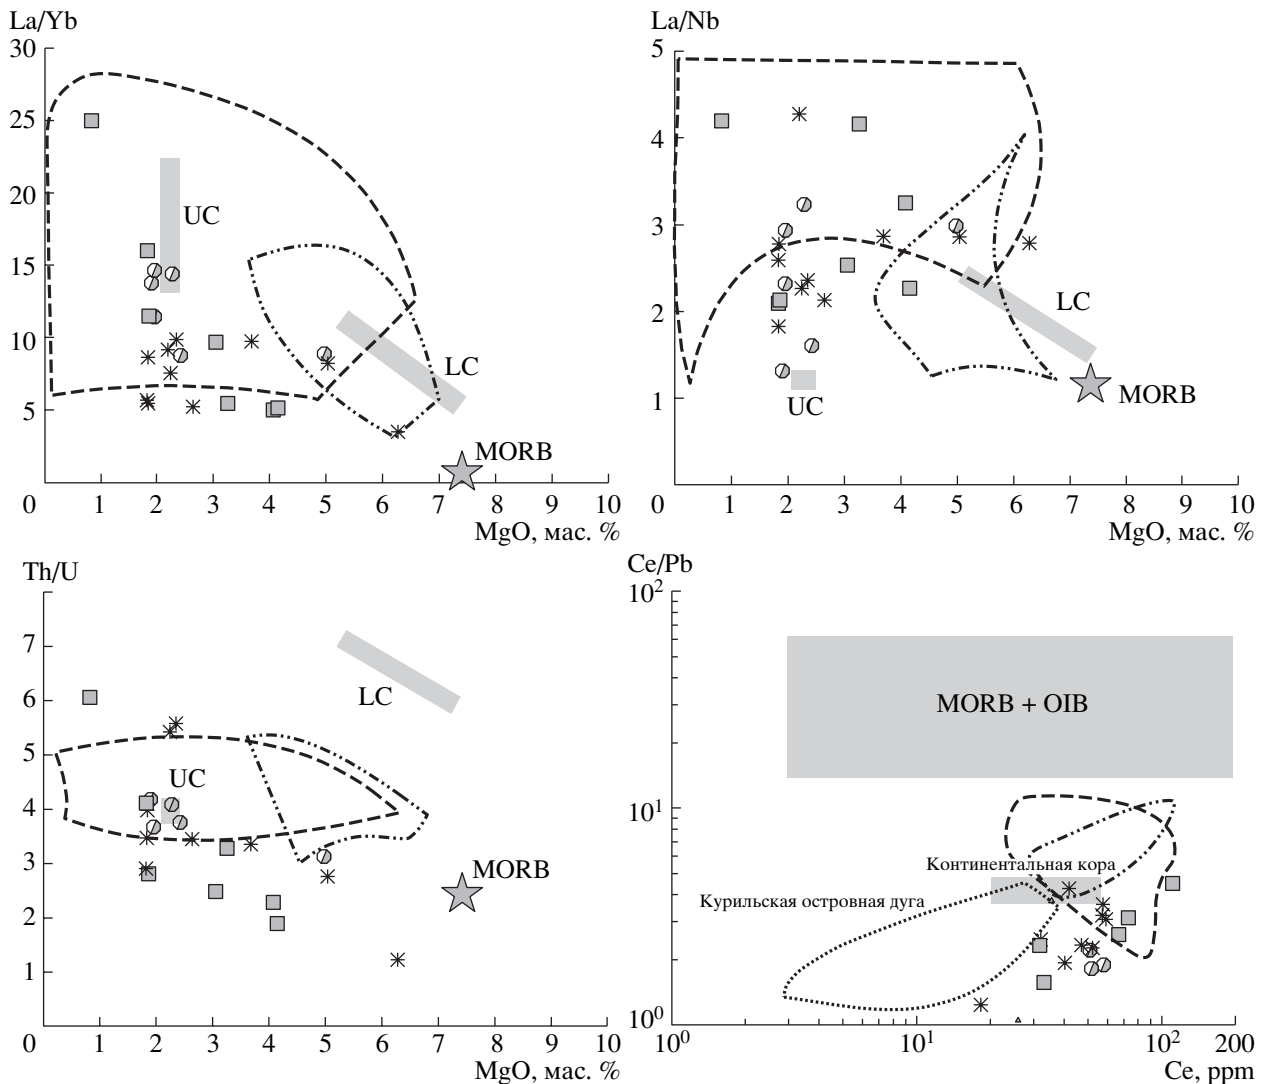 La/Yb
30
25
20
15
10
5
0
UC
LC
MORB
1 2 3 4 5 6 7 8 9 10
MgO, мас. %
La/Nb
5
4
3
2
1
0
LC
UC
MORB
1 2 3 4 5 6 7 8 9 10
MgO, мас. %
Th/U
7
6
5
4
3
2
1
0
LC
UC
MORB
1 2 3 4 5 6 7 8 9 10
MgO, мас. %
Ce/Pb
10²
10¹
10⁰
MORB + OIB
Континентальная кора
Курильская островная дуга
10⁰ 10¹ 10² 200
Ce, ppm